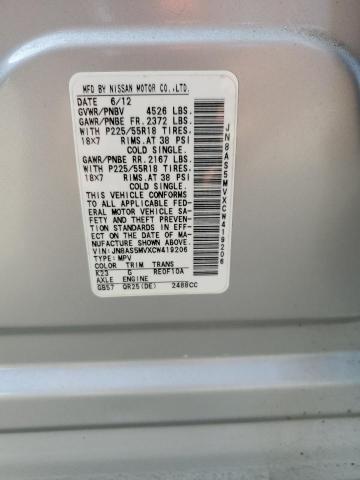 MFD BY NISSAN MOTOR CO.,LTD.
DATE 6/12
GVWR/PNBV 4526 LBS.
GAWR/PNBE FR.2372 LBS.
WITH P225/55R18 TIRES.
18x7 RIMS.AT 38 PSI
COLD SINGLE.
GAWR/PNBE RR.2167 LBS.
WITH P225/55R18 TIRES.
18x7 RIMS.AT 38 PSI
COLD SINGLE.
THIS VEHICLE CONFORMS
TO ALL APPLICABLE FED-
ERAL MOTOR VEHICLE SA-
FETY AND THEFT PREVEN-
TION STANDARDS IN EFF-
ECT ON THE DATE OF MA-
NUFACTURE SHOWN ABOVE.
VIN:JN8AS5MVXCW419206
TYPE:MPV
COLOR TRIM TRANS
K23 G RE0F10A
AXLE ENGINE
GB57 QR25(DE) 2488CC
JN8AS5MVXCW419206